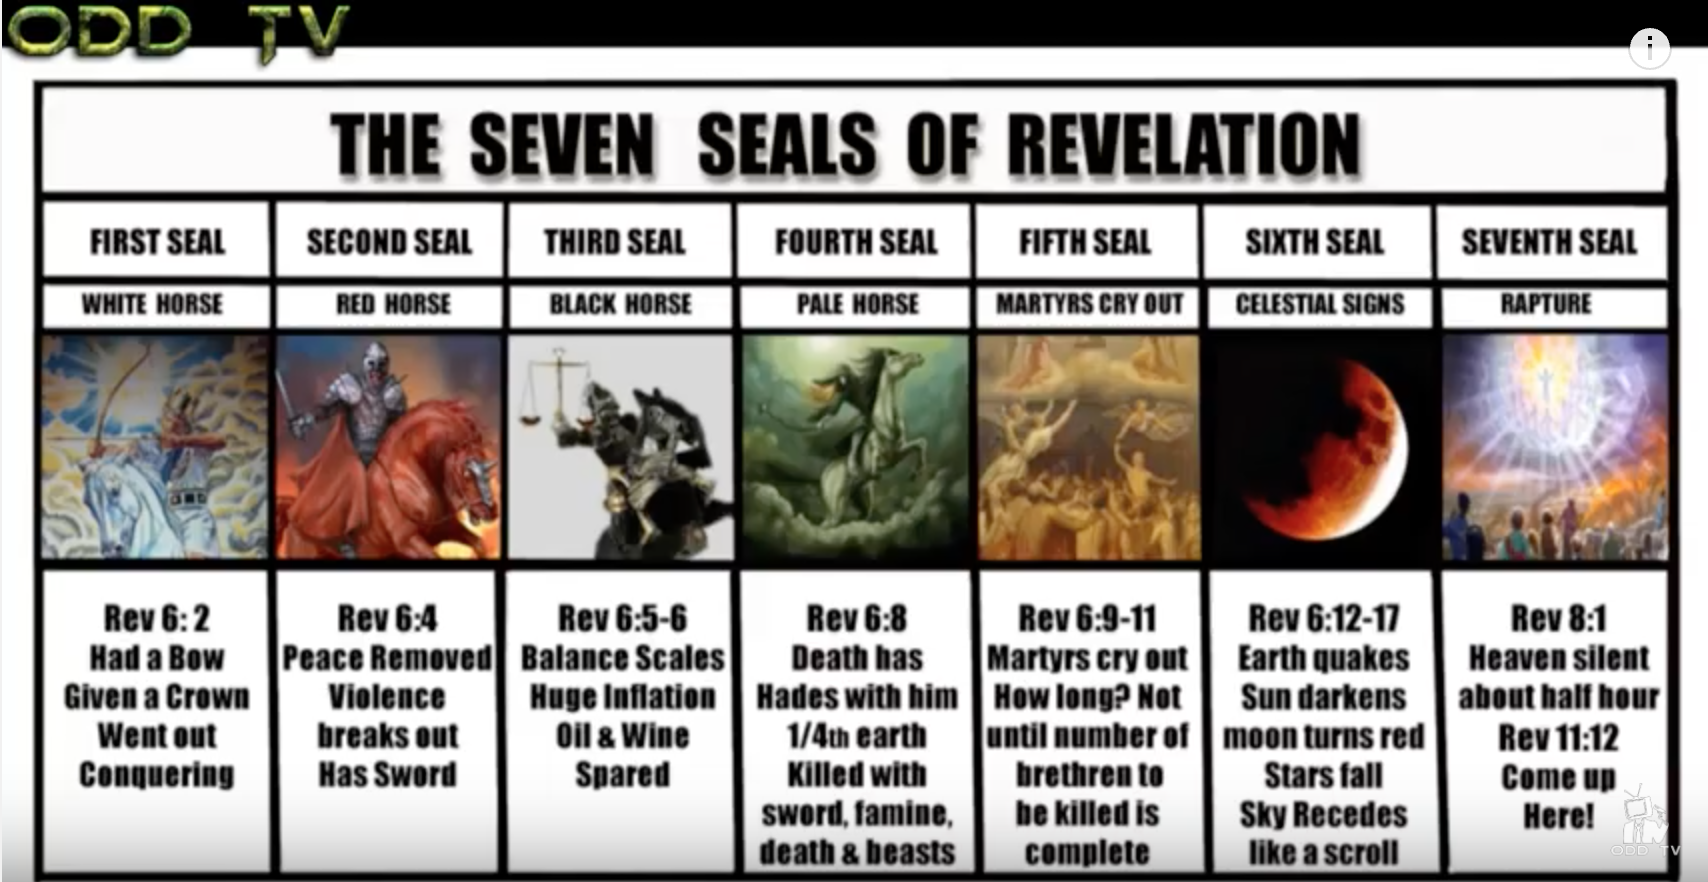 ODD TV
i
THE SEVEN SEALS OF REVELATION
FIRST SEAL
SECOND SEAL
THIRD SEAL
FOURTH SEAL
FIFTH SEAL
SIXTH SEAL
SEVENTH SEAL
WHITE HORSE
RED HORSE
BLACK HORSE
PALE HORSE
MARTYRS CRY OUT
CELESTIAL SIGNS
RAPTURE
Rev 6: 2
Had a Bow
Given a Crown
Went out
Conquering
Rev 6:4
Peace Removed
Violence
breaks out
Has Sword
Rev 6:5-6
Balance Scales
Huge Inflation
Oil & Wine
Spared
Rev 6:8
Death has
Hades with him
1/4th earth
Killed with
sword, famine,
death & beasts
Rev 6:9-11
Martyrs cry out
How long? Not
until number of
brethren to
be killed is
complete
Rev 6:12-17
Earth quakes
Sun darkens
moon turns red
Stars fall
Sky Recedes
like a scroll
Rev 8:1
Heaven silent
about half hour
Rev 11:12
Come up
Here!
ODD TV